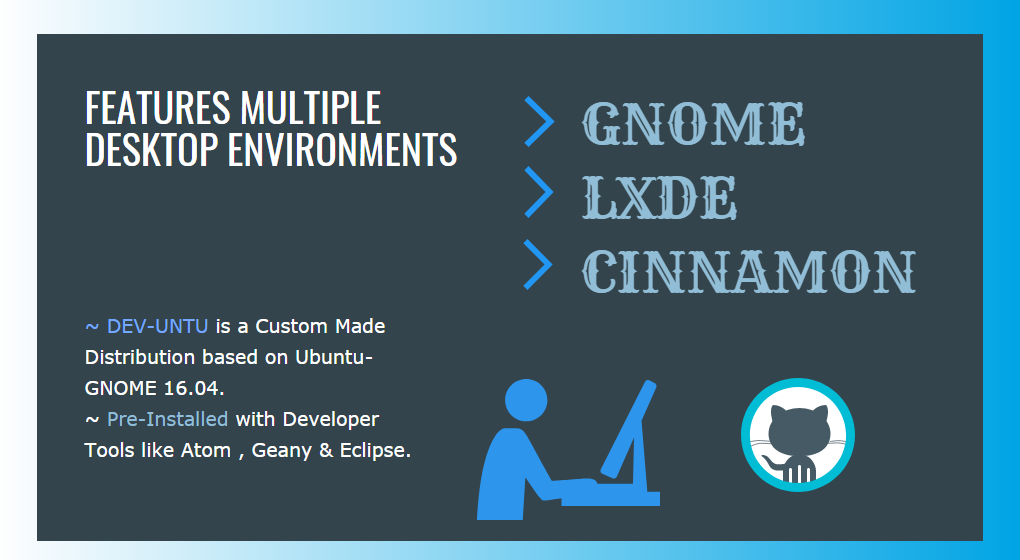 FEATURES MULTIPLE
DESKTOP ENVIRONMENTS
GNOME
LXDE
CINNAMON
~ DEV-UNTU is a Custom Made
Distribution based on Ubuntu-
GNOME 16.04.
~ Pre-Installed with Developer
Tools like Atom , Geany & Eclipse.